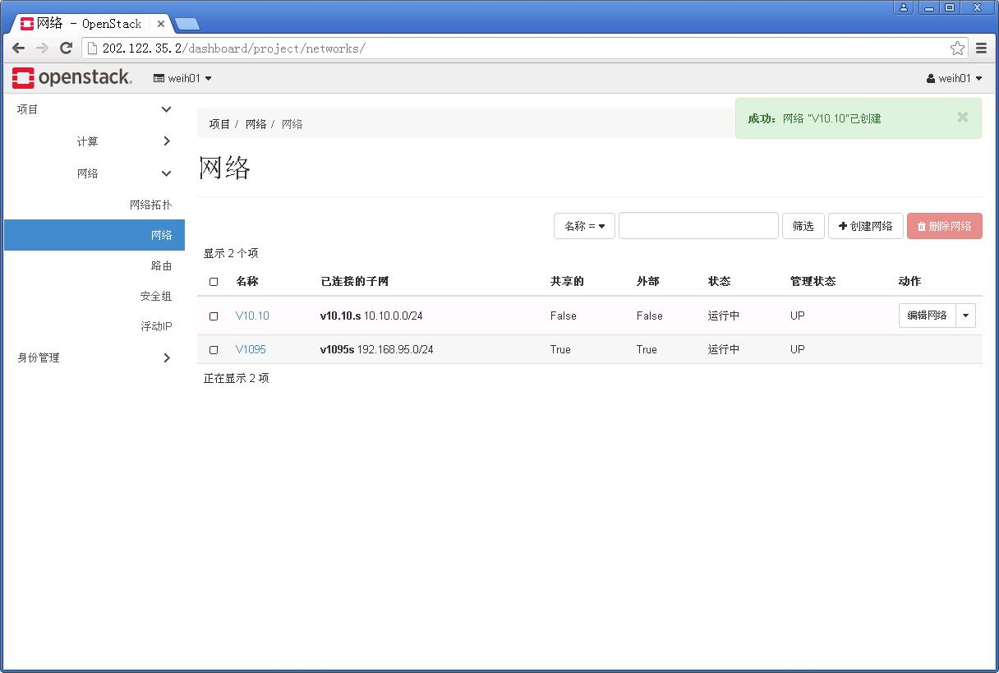 网络 - OpenStack
202.122.35.2/dashboard/project/networks/
openstack. weih01 weih01
项目
计算
网络
网络拓扑
网络
路由
安全组
浮动IP
身份管理
项目 / 网络 / 网络
成功：网络 "V10.10"已创建
网络
名称 = 筛选 创建网络 删除网络
显示 2 个项
名称 已连接的子网 共享的 外部 状态 管理状态 动作
V10.10 v10.10.s 10.10.0.0/24 False False 运行中 UP 编辑网络
V1095 v1095s 192.168.95.0/24 True True 运行中 UP
正在显示 2 项